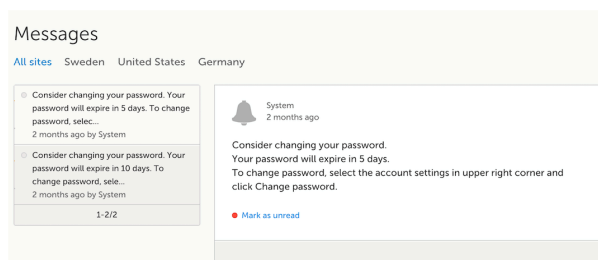 Messages
All sites Sweden United States Germany
Consider changing your password. Your
password will expire in 5 days. To change
password, selec...
2 months ago by System
Consider changing your password. Your
password will expire in 10 days. To
change password, sele...
2 months ago by System
1-2/2
System
2 months ago
Consider changing your password.
Your password will expire in 5 days.
To change password, select the account settings in upper right corner and
click Change password.
Mark as unread